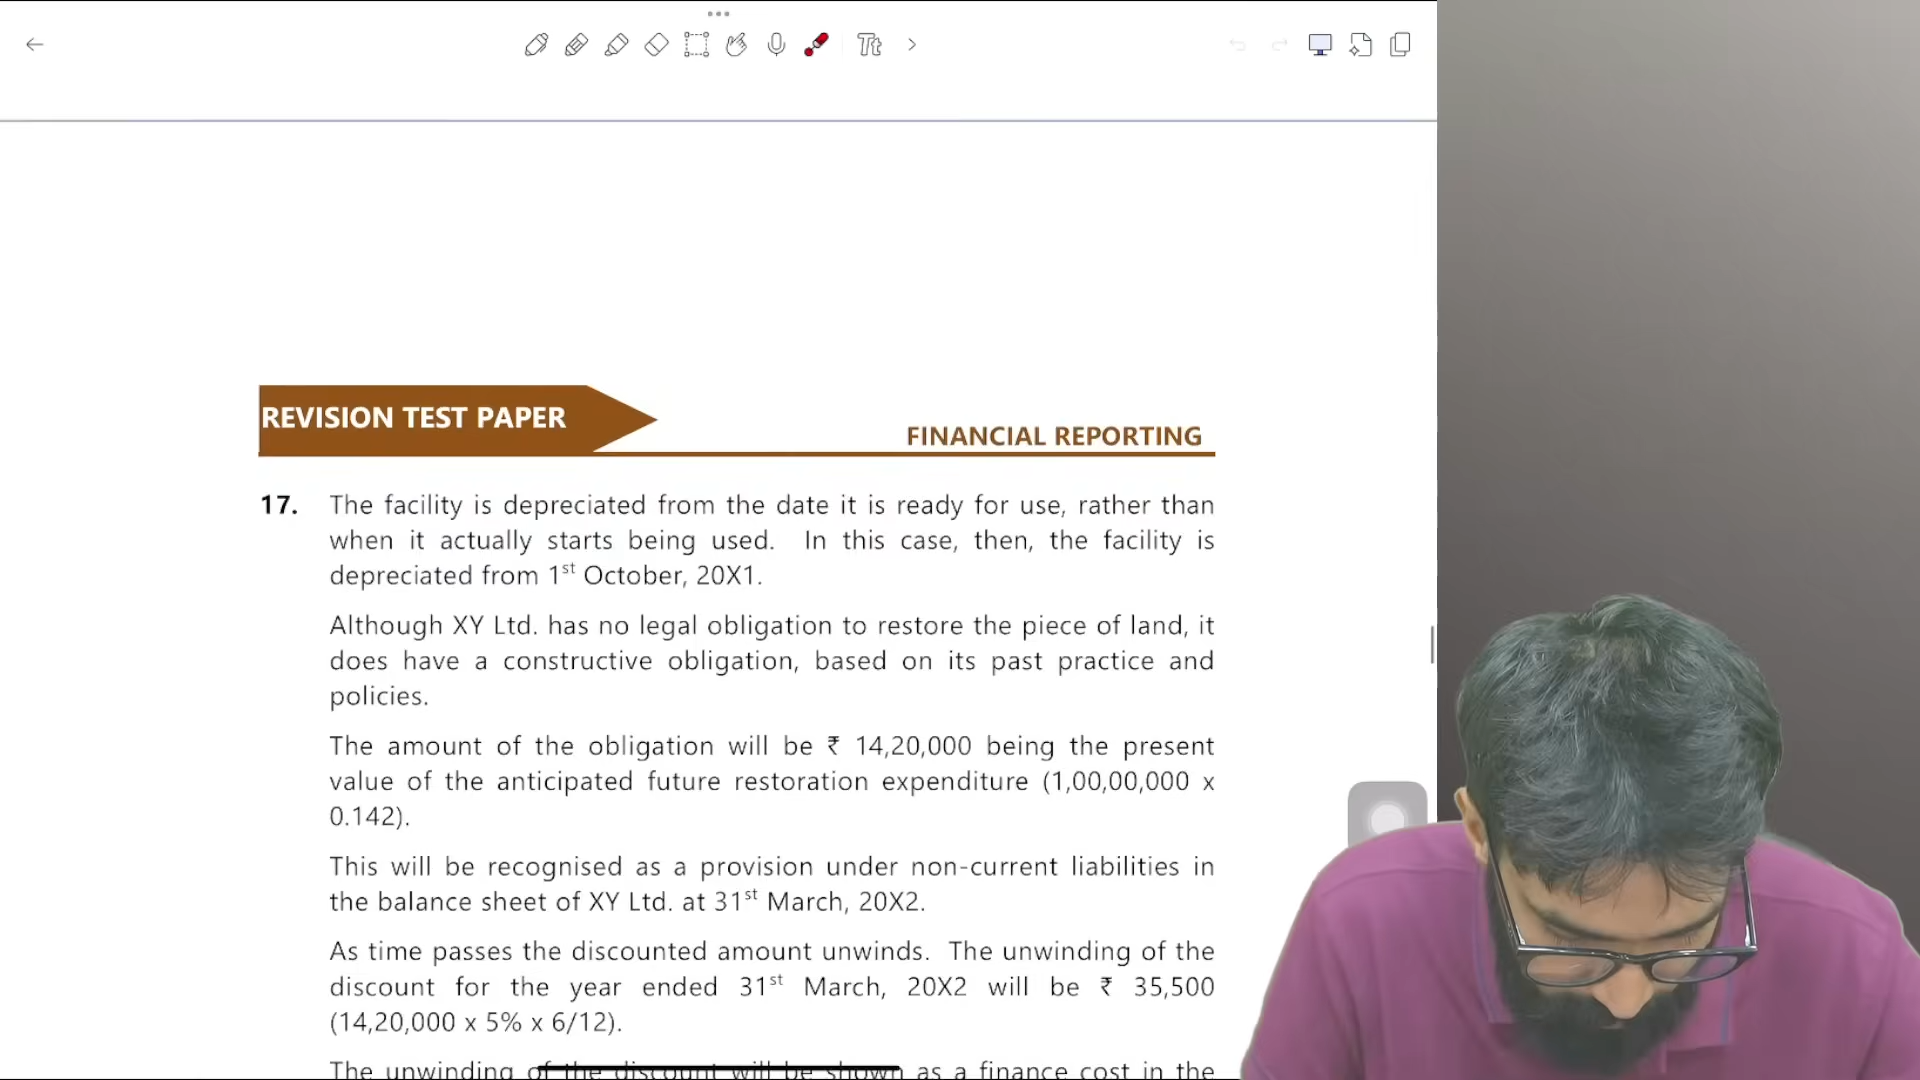 Tt
REVISION TEST PAPER
FINANCIAL REPORTING
17. The facility is depreciated from the date it is ready for use, rather than
when it actually starts being used. In this case, then, the facility is
depreciated from 1st October, 20X1.
Although XY Ltd. has no legal obligation to restore the piece of land, it
does have a constructive obligation, based on its past practice and
policies.
The amount of the obligation will be ₹ 14,20,000 being the present
value of the anticipated future restoration expenditure (1,00,00,000 x
0.142).
This will be recognised as a provision under non-current liabilities in
the balance sheet of XY Ltd. at 31st March, 20X2.
As time passes the discounted amount unwinds. The unwinding of the
discount for the year ended 31st March, 20X2 will be ₹ 35,500
(14,20,000 x 5% x 6/12).
The unwinding of the discount will be shown as a finance cost in the